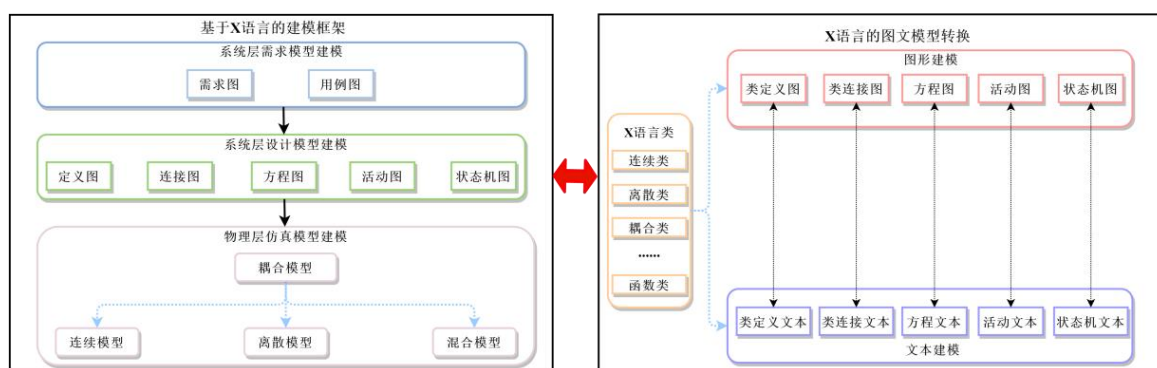 基于X语言的建模框架
系统层需求模型建模
需求图 用例图
系统层设计模型建模
定义图 连接图 方程图 活动图 状态机图
物理层仿真模型建模
耦合模型
连续模型 离散模型 混合模型
X语言的图文模型转换
图形建模
类定义图 类连接图 方程图 活动图 状态机图
X语言类
连续类
离散类
耦合类
......
函数类
类定义文本 类连接文本 方程文本 活动文本 状态机文本
文本建模